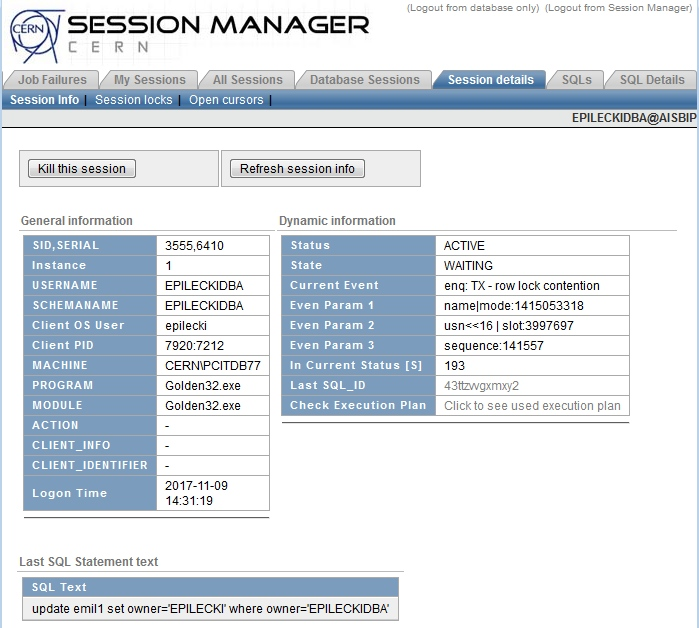 (Logout from database only) (Logout from Session Manager)
CERN
SESSION MANAGER
CERN
Job Failures My Sessions All Sessions Database Sessions Session details SQLs SQL Details
Session Info | Session locks | Open cursors |
EPILECKIDBA@AISBIP
Kill this session Refresh session info
General information
SID,SERIAL 3555,6410
Instance 1
USERNAME EPILECKIDBA
SCHEMANAME EPILECKIDBA
Client OS User epilecki
Client PID 7920:7212
MACHINE CERN\PCITDB77
PROGRAM Golden32.exe
MODULE Golden32.exe
ACTION -
CLIENT_INFO -
CLIENT_IDENTIFIER -
Logon Time 2017-11-09
14:31:19
Dynamic information
Status ACTIVE
State WAITING
Current Event enq: TX - row lock contention
Even Param 1 name|mode:1415053318
Even Param 2 usn<<16 | slot:3997697
Even Param 3 sequence:141557
In Current Status [S] 193
Last SQL_ID 43ttzvvgxmxy2
Check Execution Plan Click to see used execution plan
Last SQL Statement text
SQL Text
update emil1 set owner='EPILECKI' where owner='EPILECKIDBA'